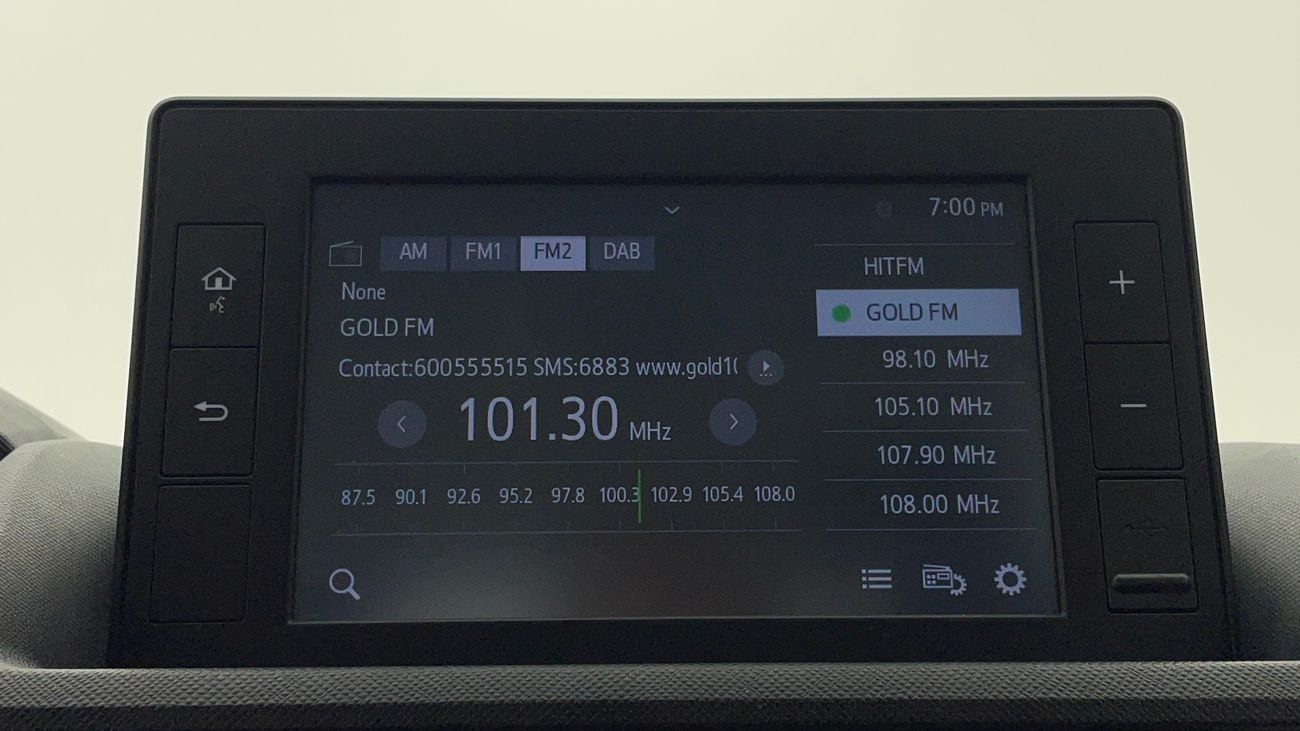 7:00 PM
AM FM1 FM2 DAB
None
GOLD FM
Contact:600555515 SMS:6883 www.gold1(
101.30 MHz
87.5 90.1 92.6 95.2 97.8 100.3 102.9 105.4 108.0
HITFM
GOLD FM
98.10 MHz
105.10 MHz
107.90 MHz
108.00 MHz